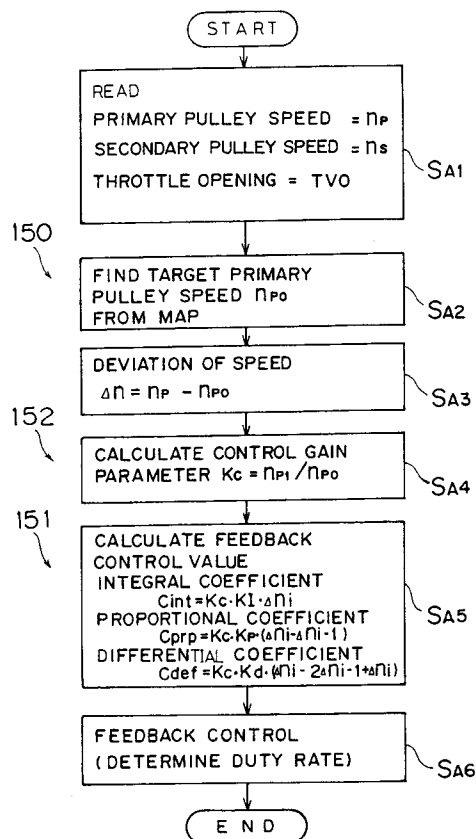 START
READ
PRIMARY PULLEY SPEED = nP
SECONDARY PULLEY SPEED = nS
THROTTLE OPENING = TVO
SA1
150
FIND TARGET PRIMARY
PULLEY SPEED nPO
FROM MAP
SA2
DEVIATION OF SPEED
Δn = nP - nPO
SA3
152
CALCULATE CONTROL GAIN
PARAMETER KC = nP1/nPO
SA4
151
CALCULATE FEEDBACK
CONTROL VALUE
INTEGRAL COEFFICIENT
Cint=KC·KI·Δni
PROPORTIONAL COEFFICIENT
Cprp=KC·KP·(Δni-Δni-1)
DIFFERENTIAL COEFFICIENT
Cdef=KC·Kd·(Δni-2Δni-1+Δni)
SA5
FEEDBACK CONTROL
(DETERMINE DUTY RATE)
SA6
END